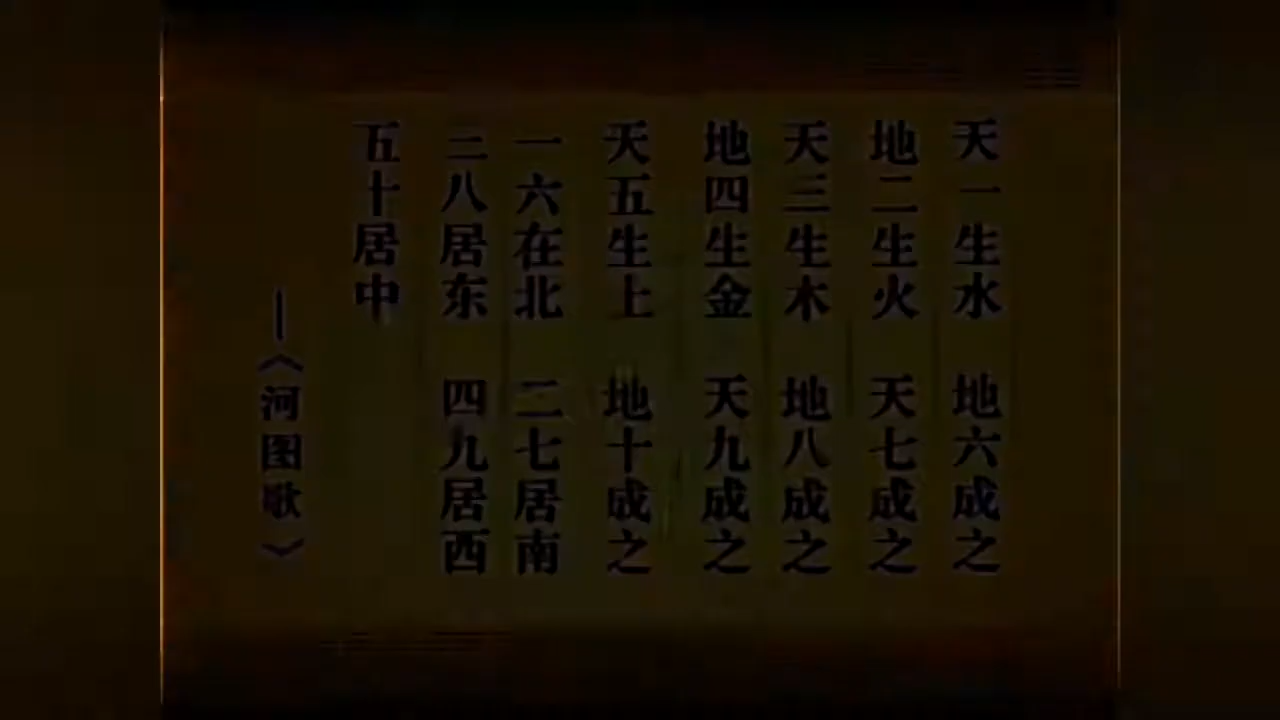 天一生水 地六成之
地二生火 天七成之
天三生木 地八成之
地四生金 天九成之
天五生上 地十成之
一六在北 二七居南
三八居东 四九居西
五十居中
—《河图歌》